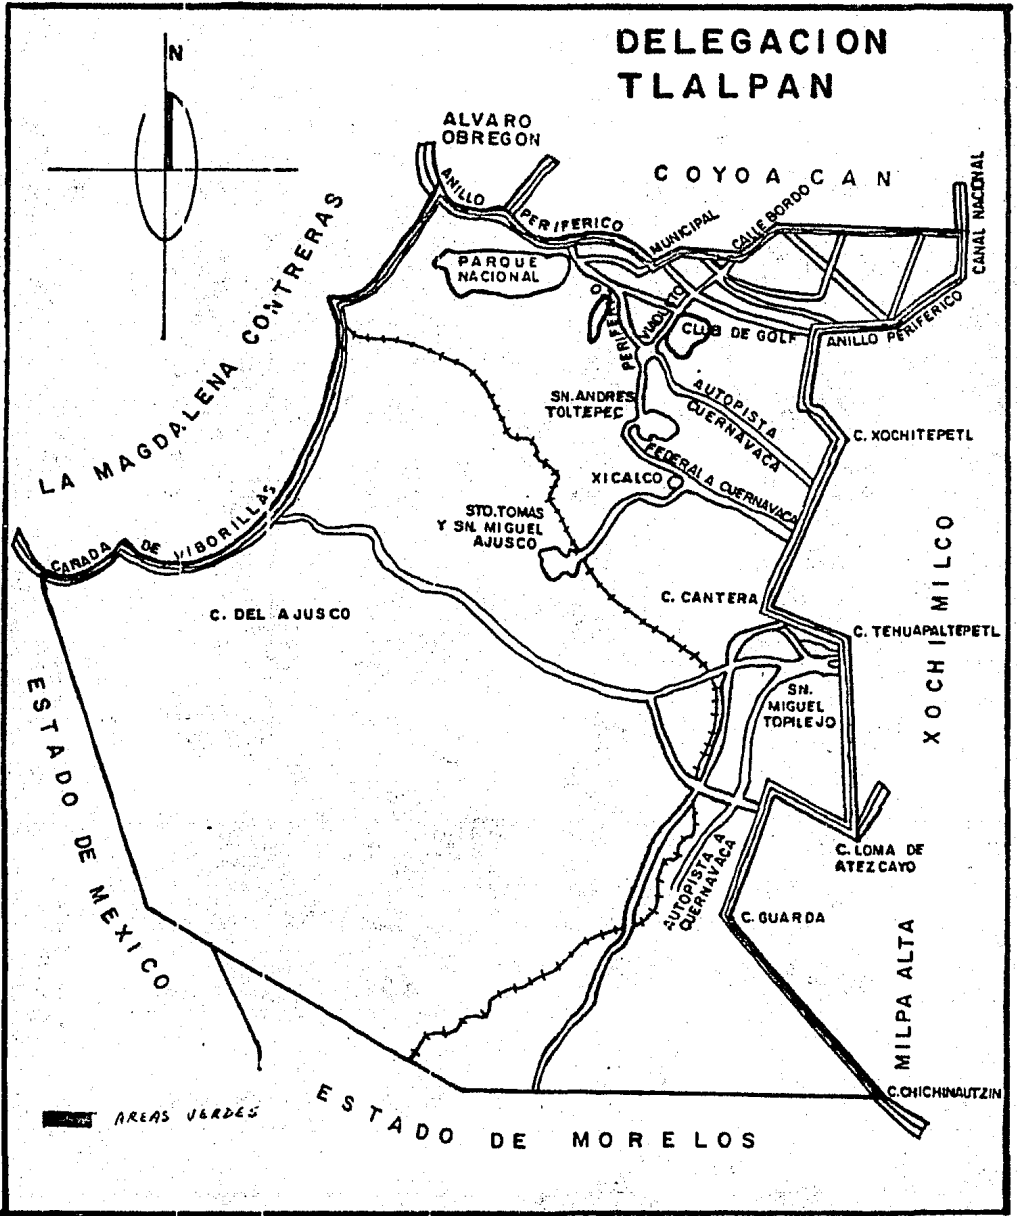 DELEGACION
TLALPAN
N
ALVARO
OBREGON
COYOACAN
ANILLO PERIFERICO
MUNICIPAL
CALLE BORDO
CANAL NACIONAL
PARQUE
NACIONAL
LA MAGDALENA CONTRERAS
PERIFER
VIADUCTO
CLUB DE GOLF
ANILLO PERIFERICO
SN. ANDRES
TOLTEPEC
AUTOPISTA
CUERNAVACA
C. XOCHITEPETL
FEDERAL A CUERNAVACA
XICALCO
STO. TOMAS
Y SN. MIGUEL
AJUSCO
CAÑADA DE VIBORILLAS
C. DEL AJUSCO
C. CANTERA
C. TEHUAPALTEPETL
XOCHIMILCO
SN.
MIGUEL
TOPILEJO
ESTADO DE MEXICO
C. LOMA DE
ATEZCAYO
AUTOPISTA A
CUERNAVACA
C. GUARDA
MILPA ALTA
C. CHICHINAUTZIN
AREAS VERDES
ESTADO DE MORELOS